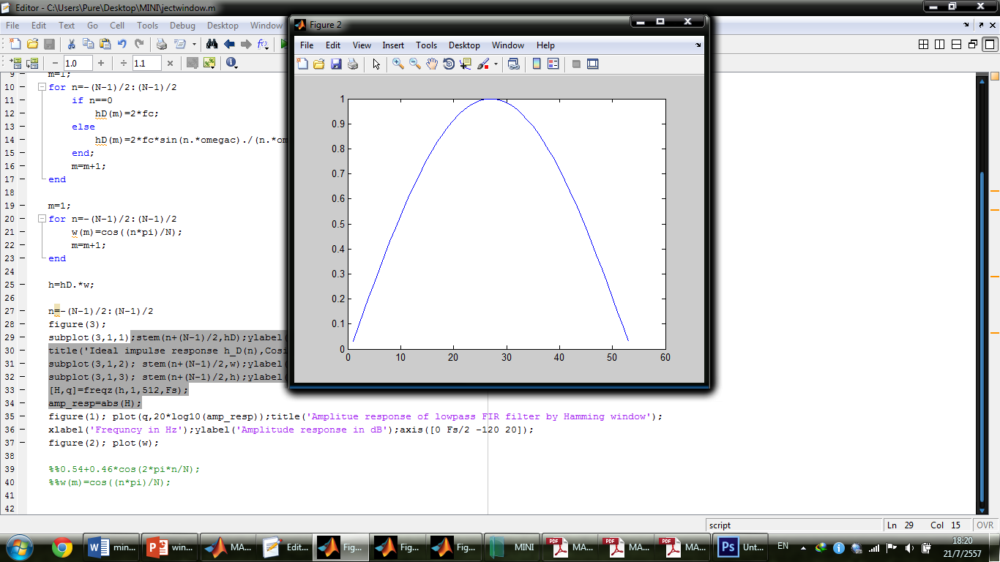 Editor - C:\Users\Pure\Desktop\MINI\jectwindow.m
File Edit Text Go Cell Tools Debug Desktop Window
1.0 1.1
9 m=1;
10 for n=-(N-1)/2:(N-1)/2
11 if n==0
12 hD(m)=2*fc;
13 else
14 hD(m)=2*fc*sin(n.*omegac)./(n.*om
15 end;
16 m=m+1;
17 end
18
19 m=1;
20 for n=-(N-1)/2:(N-1)/2
21 w(m)=cos((n*pi)/N);
22 m=m+1;
23 end
24
25 h=hD.*w;
26
27 n=-(N-1)/2:(N-1)/2
28 figure(3);
29 subplot(3,1,1);stem(n+(N-1)/2,hD);ylabel(
30 title('Ideal impulse response h_D(n),Cosi
31 subplot(3,1,2); stem(n+(N-1)/2,w);ylabel(
32 subplot(3,1,3); stem(n+(N-1)/2,h);ylabel(
33 [H,q]=freqz(h,1,512,Fs);
34 amp_resp=abs(H);
35 figure(1); plot(q,20*log10(amp_resp));title('Amplitue response of lowpass FIR filter by Hamming window');
36 xlabel('Frequncy in Hz');ylabel('Amplitude response in dB');axis([0 Fs/2 -120 20]);
37 figure(2); plot(w);
38
39 %%0.54+0.46*cos(2*pi*n/N);
40 %%w(m)=cos((n*pi)/N);
41
42
Figure 2
File Edit View Insert Tools Desktop Window Help
1
0.9
0.8
0.7
0.6
0.5
0.4
0.3
0.2
0.1
0
0 10 20 30 40 50 60
script Ln 29 Col 15 OVR
min... win... MA... Edit... Fig... Fig... Fig... MINI MA... MA... MA... Unt... EN 18:20
21/7/2557